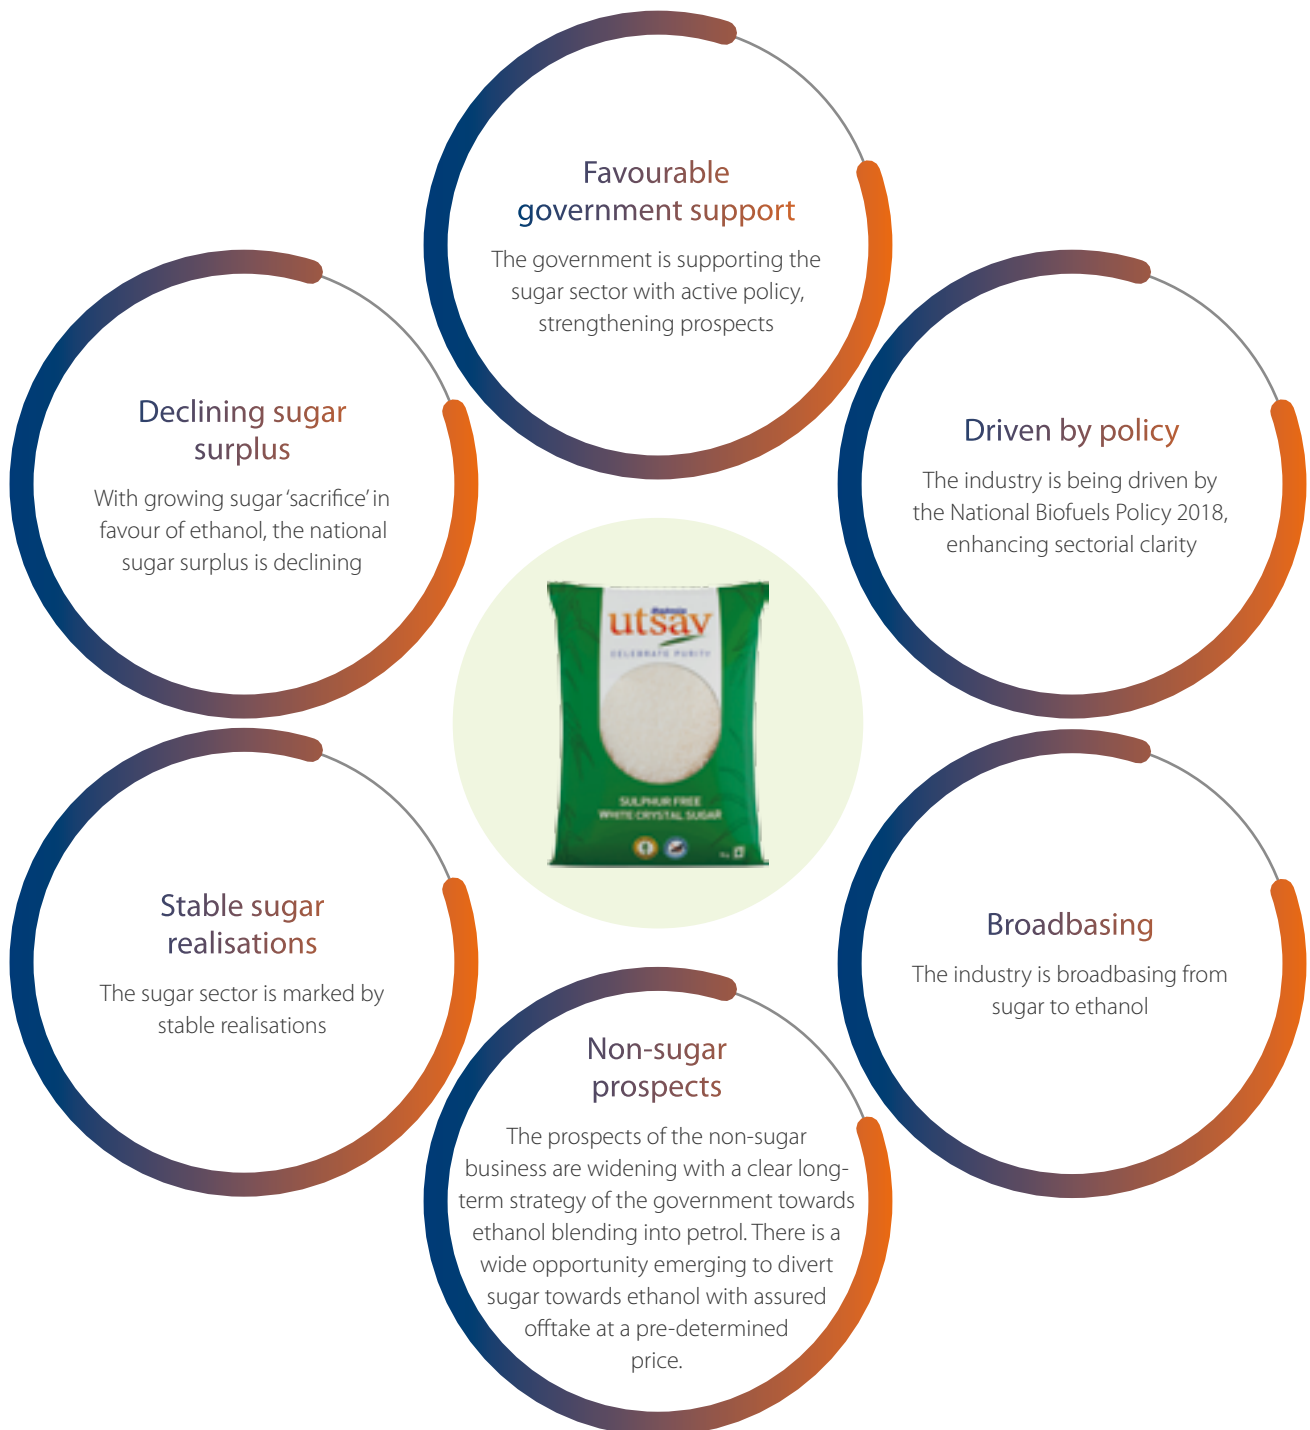 Favourable
government support
The government is supporting the
sugar sector with active policy,
strengthening prospects
Declining sugar
surplus
With growing sugar ‘sacrifice’ in
favour of ethanol, the national
sugar surplus is declining
Driven by policy
The industry is being driven by
the National Biofuels Policy 2018,
enhancing sectorial clarity
utsav
CELEBRATE PURITY
SULPHUR FREE
WHITE CRYSTAL SUGAR
Stable sugar
realisations
The sugar sector is marked by
stable realisations
Broadbasing
The industry is broadbasing from
sugar to ethanol
Non-sugar
prospects
The prospects of the non-sugar
business are widening with a clear long-
term strategy of the government towards
ethanol blending into petrol. There is a
wide opportunity emerging to divert
sugar towards ethanol with assured
offtake at a pre-determined
price.